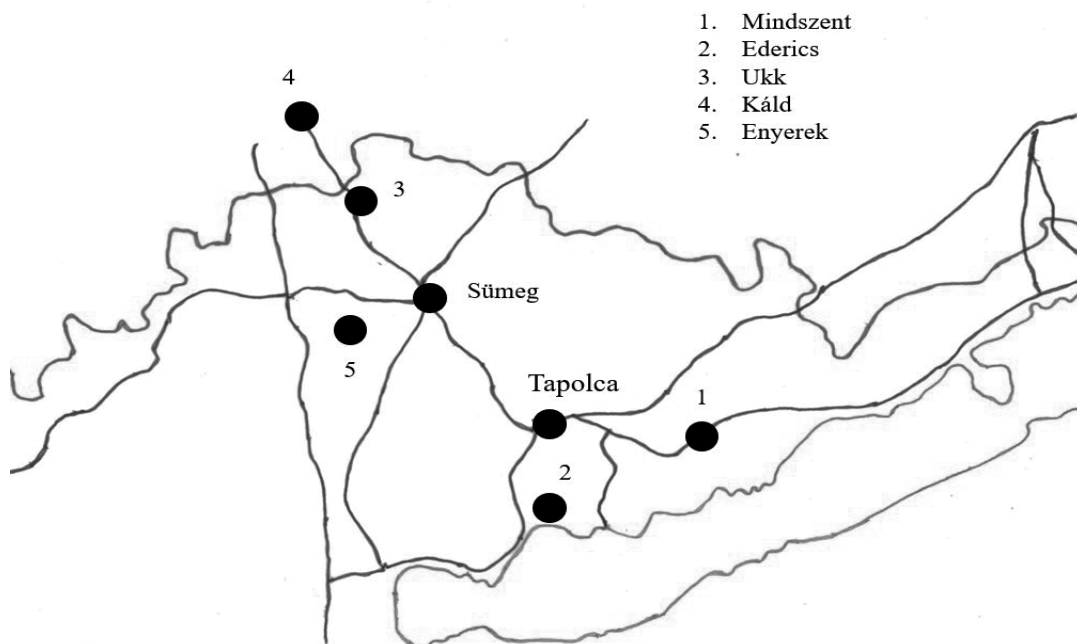 1. Mindszent
2. Ederics
3. Ukk
4. Káld
5. Enyerek
4
3
Sümeg
5
Tapolca
1
2